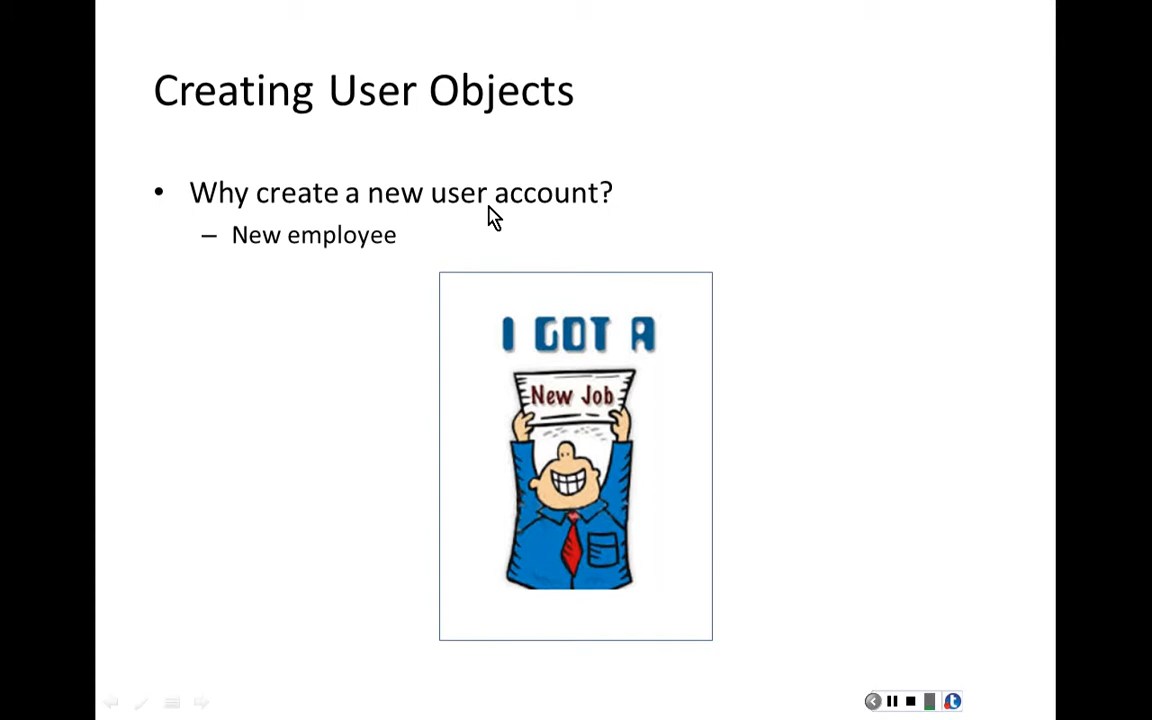 Creating User Objects
• Why create a new user account?
– New employee
I GOT A
New Job